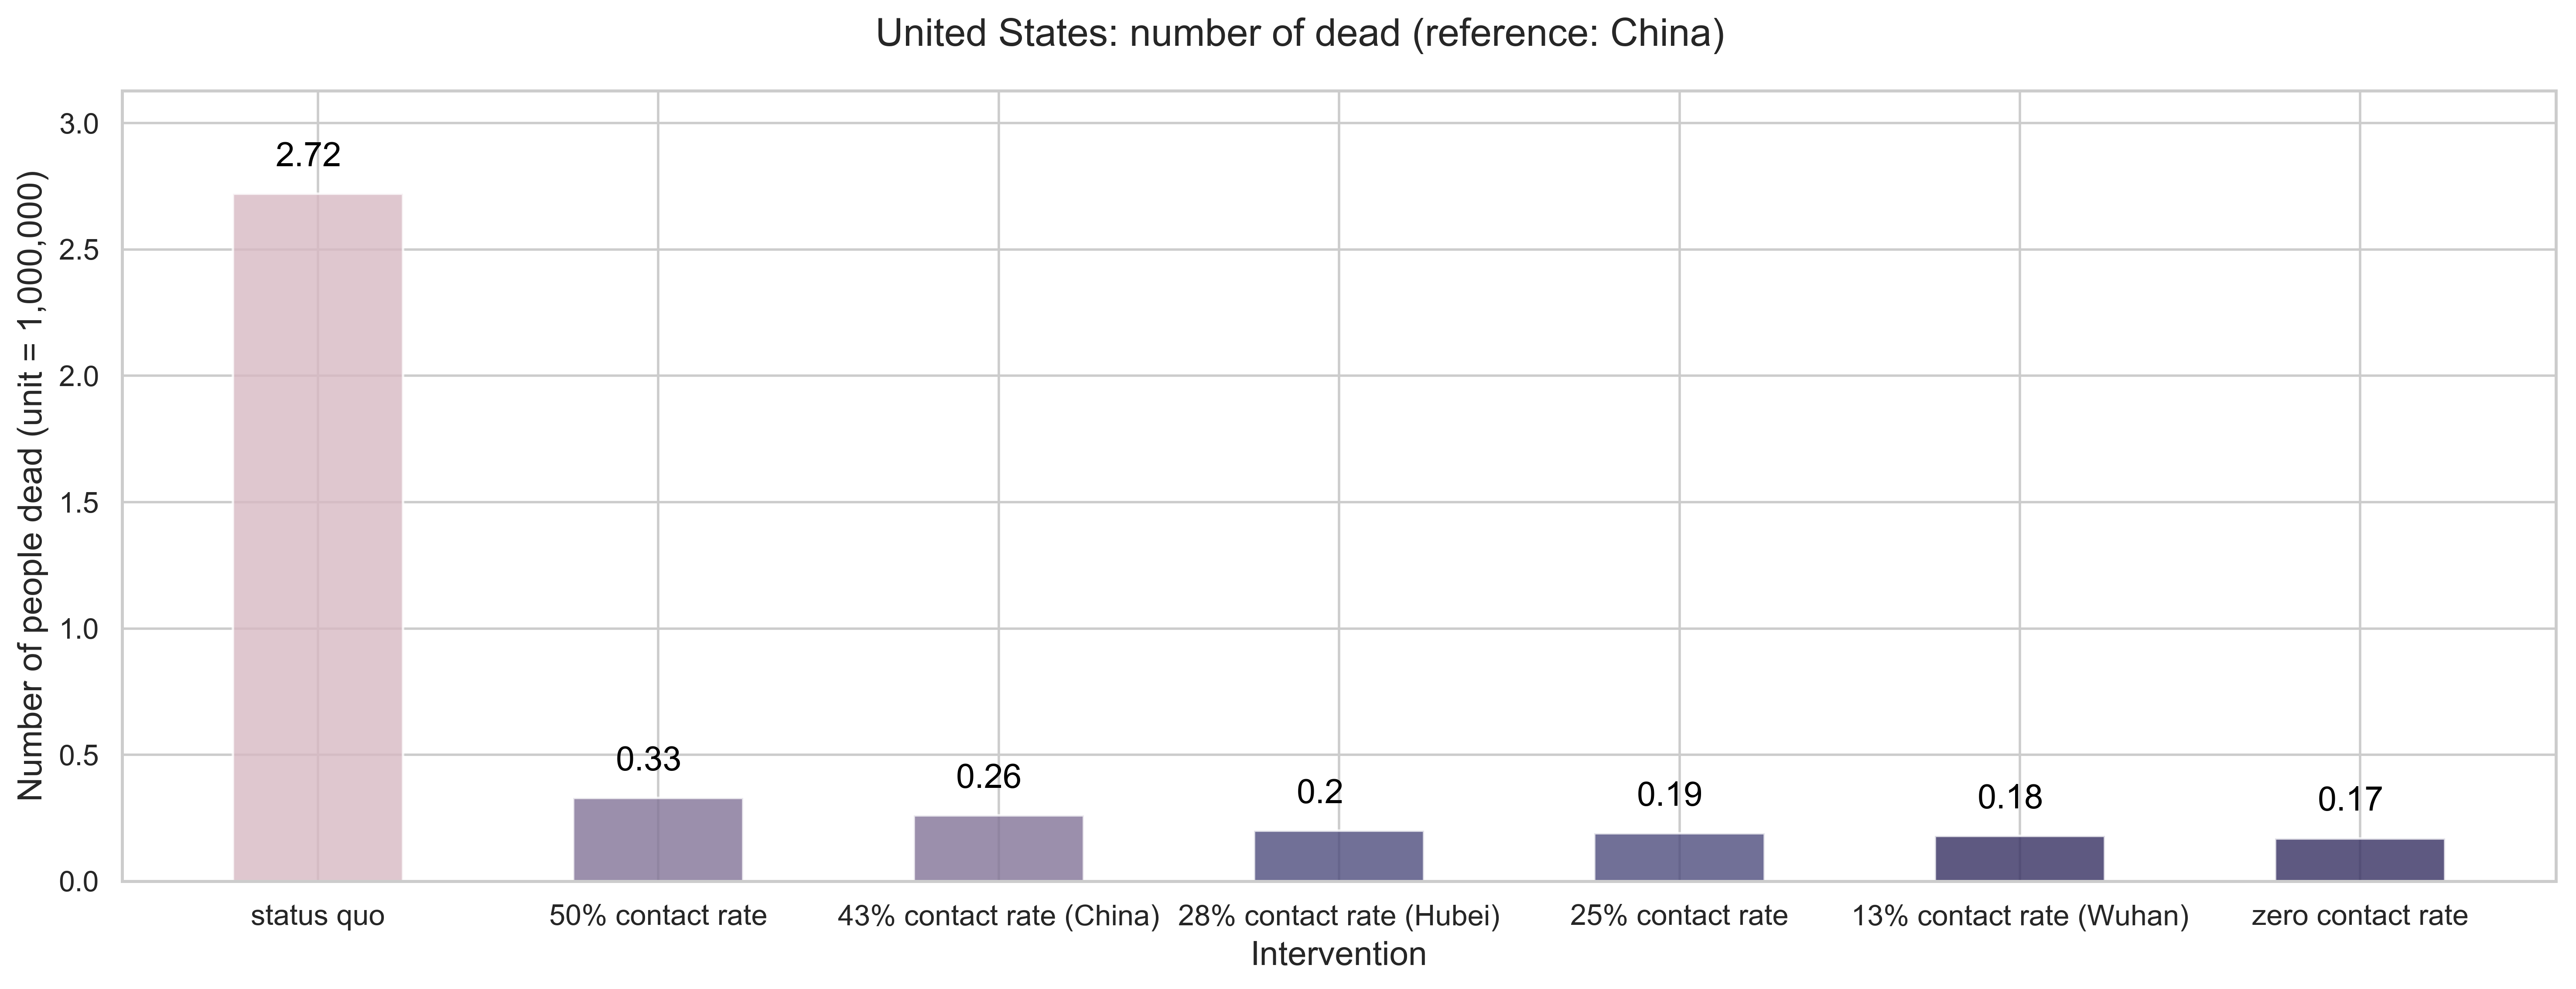 United States: number of dead (reference: China)
Number of people dead (unit = 1,000,000)
3.0
2.5
2.0
1.5
1.0
0.5
0.0
2.72
0.33
0.26
0.2
0.19
0.18
0.17
status quo
50% contact rate
43% contact rate (China)
28% contact rate (Hubei)
25% contact rate
13% contact rate (Wuhan)
zero contact rate
Intervention